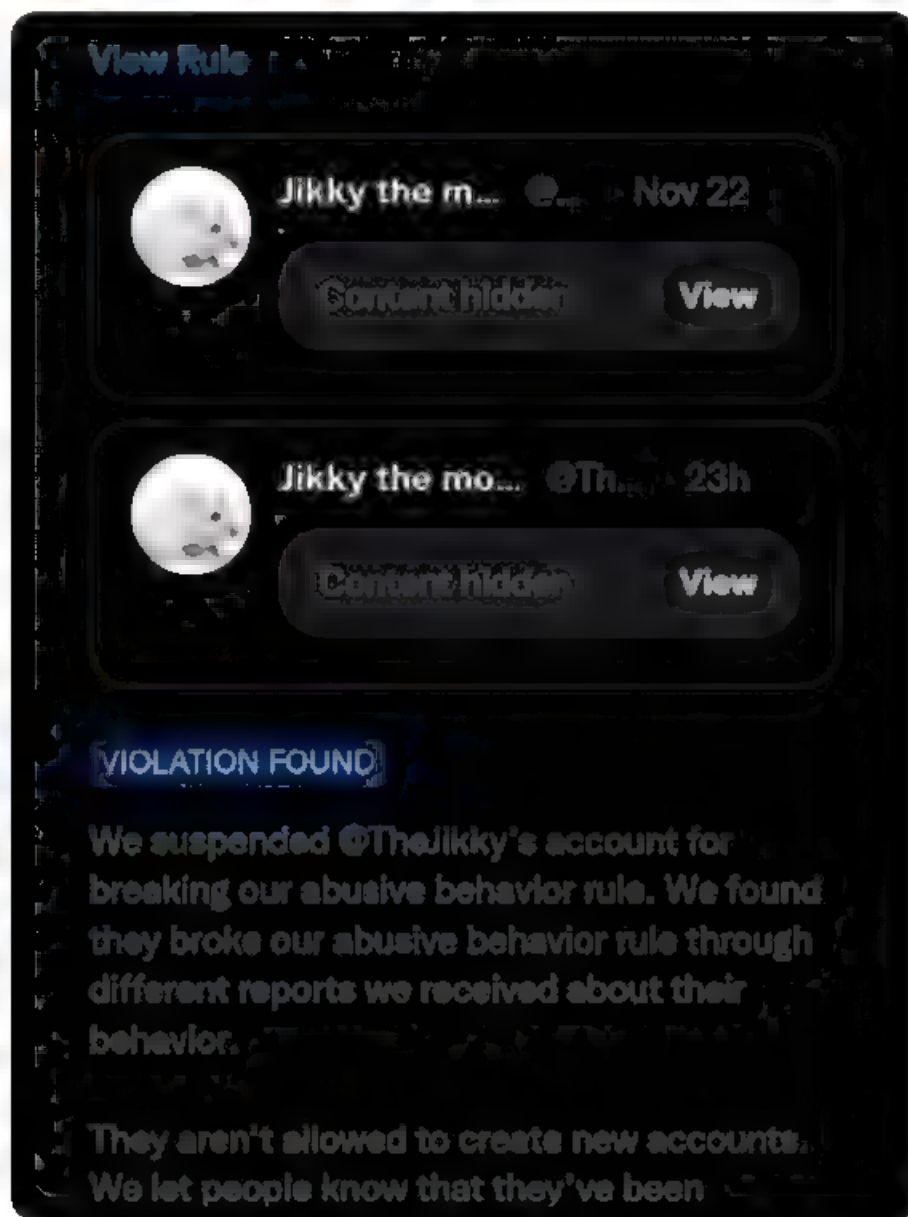 View Rule
Jikky the m... @... · Nov 22
Content hidden
View
Jikky the mo... @Th... · 23h
Content hidden
View
VIOLATION FOUND
We suspended @TheJikky's account for
breaking our abusive behavior rule. We found
they broke our abusive behavior rule through
different reports we received about their
behavior.
They aren't allowed to create new accounts.
We let people know that they've been